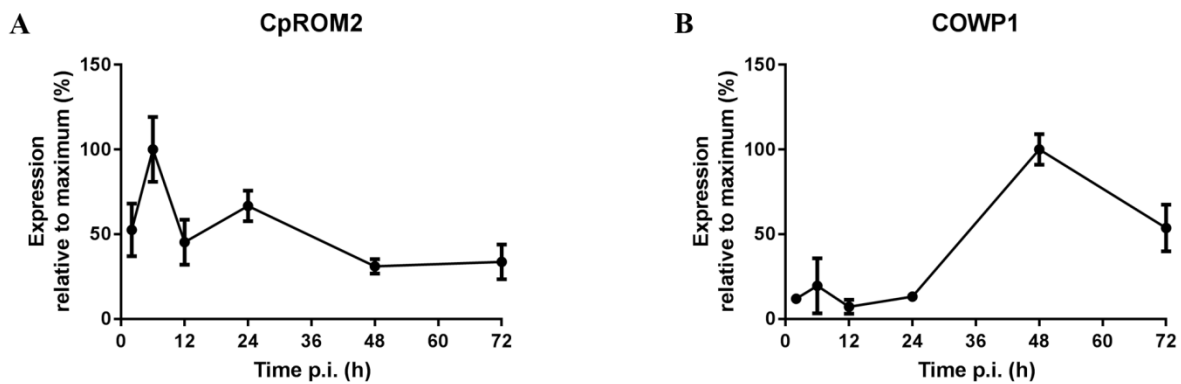 A
CpROM2
Expression
relative to maximum (%)
150
100
50
0
0 12 24 36 48 60 72
Time p.i. (h)
B
COWP1
Expression
relative to maximum (%)
150
100
50
0
0 12 24 36 48 60 72
Time p.i. (h)